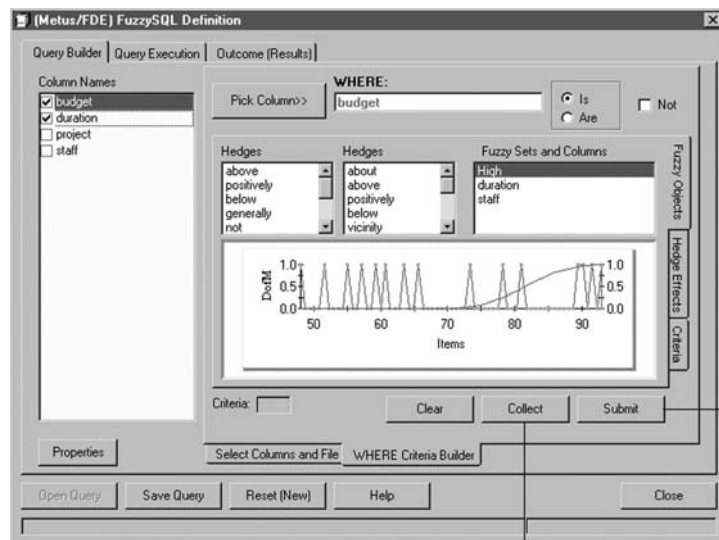 (Metus/FDE) FuzzySQL Definition
Query Builder Query Execution Outcome (Results)
Column Names
budget
duration
project
staff
Pick Column>>
WHERE:
budget
Is
Are
Not
Hedges
above
positively
below
generally
not
Hedges
about
above
positively
below
vicinity
Fuzzy Sets and Columns
High
duration
staff
Fuzzy Objects
Hedge Effects
Criteria
DofM
1.0
0.5
0.0
1.0
0.5
0.0
50 60 70 80 90
Items
Criteria:
Clear Collect Submit
Properties
Select Columns and File WHERE Criteria Builder
Open Query Save Query Reset (New) Help Close